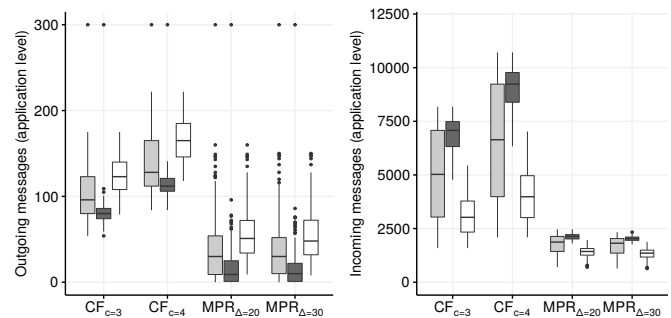 Outgoing messages (application level)
300
200
100
0
CFc=3 CFc=4 MPRΔ=20 MPRΔ=30
Incoming messages (application level)
12500
10000
7500
5000
2500
0
CFc=3 CFc=4 MPRΔ=20 MPRΔ=30